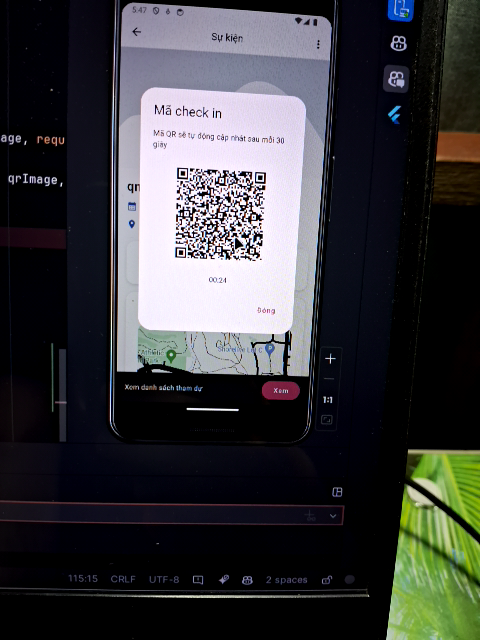 5:47
Sự kiện
Mã check in
Mã QR sẽ tự động cập nhật sau mỗi 30
giây
age, requ
qrImage,
qr
00:24
Đóng
Xem danh sách tham dự
Xem
1:1
115:15 CRLF UTF-8 2 spaces